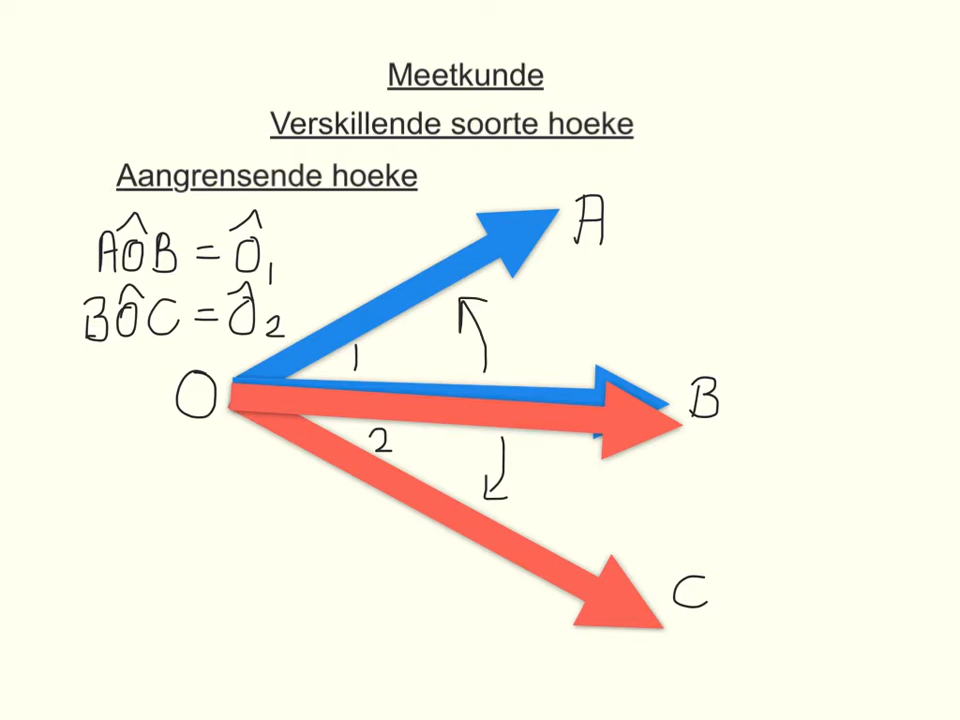 Meetkunde
Verskillende soorte hoeke
Aangrensende hoeke
A
AÔB = Ô₁
BÔC = Ô₂
1
O
B
2
C